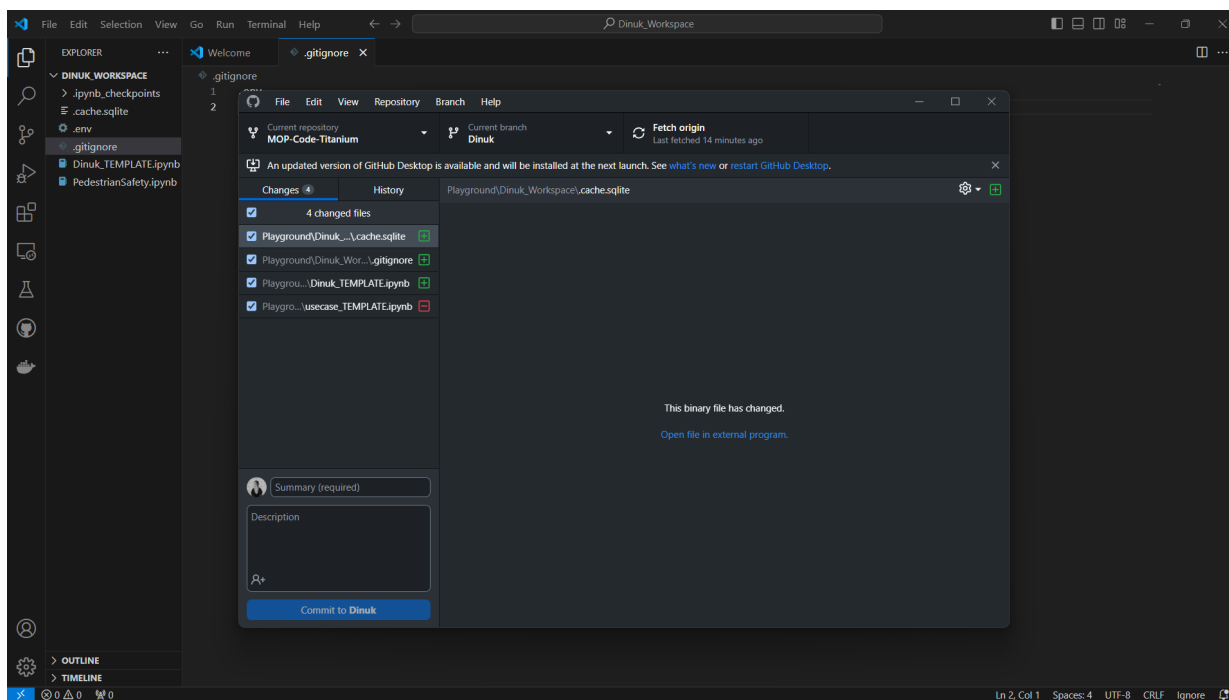 File Edit Selection View Go Run Terminal Help
Dinuk_Workspace
EXPLORER
DINUK_WORKSPACE
.ipynb_checkpoints
.cache.sqlite
.env
.gitignore
Dinuk_TEMPLATE.ipynb
PedestrianSafety.ipynb
OUTLINE
TIMELINE
Welcome
.gitignore
.gitignore
1
2
File Edit View Repository Branch Help
Current repository
MOP-Code-Titanium
Current branch
Dinuk
Fetch origin
Last fetched 14 minutes ago
An updated version of GitHub Desktop is available and will be installed at the next launch. See what's new or restart GitHub Desktop.
Changes 4
History
Playground\Dinuk_Workspace\.cache.sqlite
4 changed files
Playground\Dinuk_...\.cache.sqlite
Playground\Dinuk_Wor...\.gitignore
Playgrou...\Dinuk_TEMPLATE.ipynb
Playgro...\usecase_TEMPLATE.ipynb
This binary file has changed.
Open file in external program.
Summary (required)
Description
Commit to Dinuk
0 0 0
Ln 2, Col 1 Spaces: 4 UTF-8 CRLF Ignore